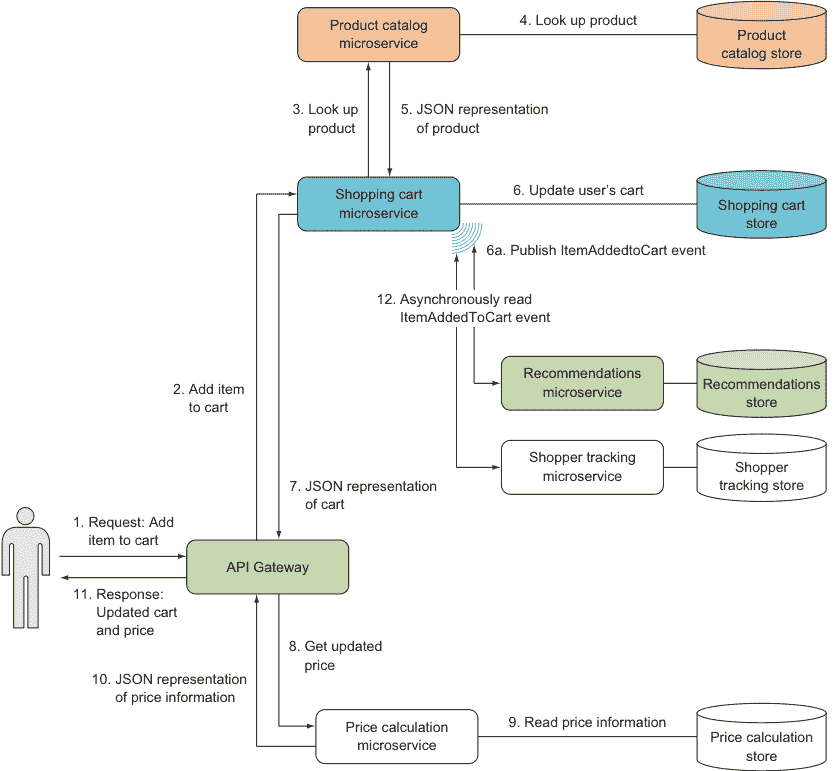 Product catalog
microservice
4. Look up product
Product
catalog store
3. Look up
product
5. JSON representation
of product
Shopping cart
microservice
6. Update user's cart
Shopping cart
store
6a. Publish ItemAddedtoCart event
12. Asynchronously read
ItemAddedToCart event
Recommendations
microservice
Recommendations
store
2. Add item
to cart
Shopper tracking
microservice
Shopper
tracking store
7. JSON representation
of cart
1. Request: Add
item to cart
API Gateway
11. Response:
Updated cart
and price
8. Get updated
price
10. JSON representation
of price information
Price calculation
microservice
9. Read price information
Price calculation
store